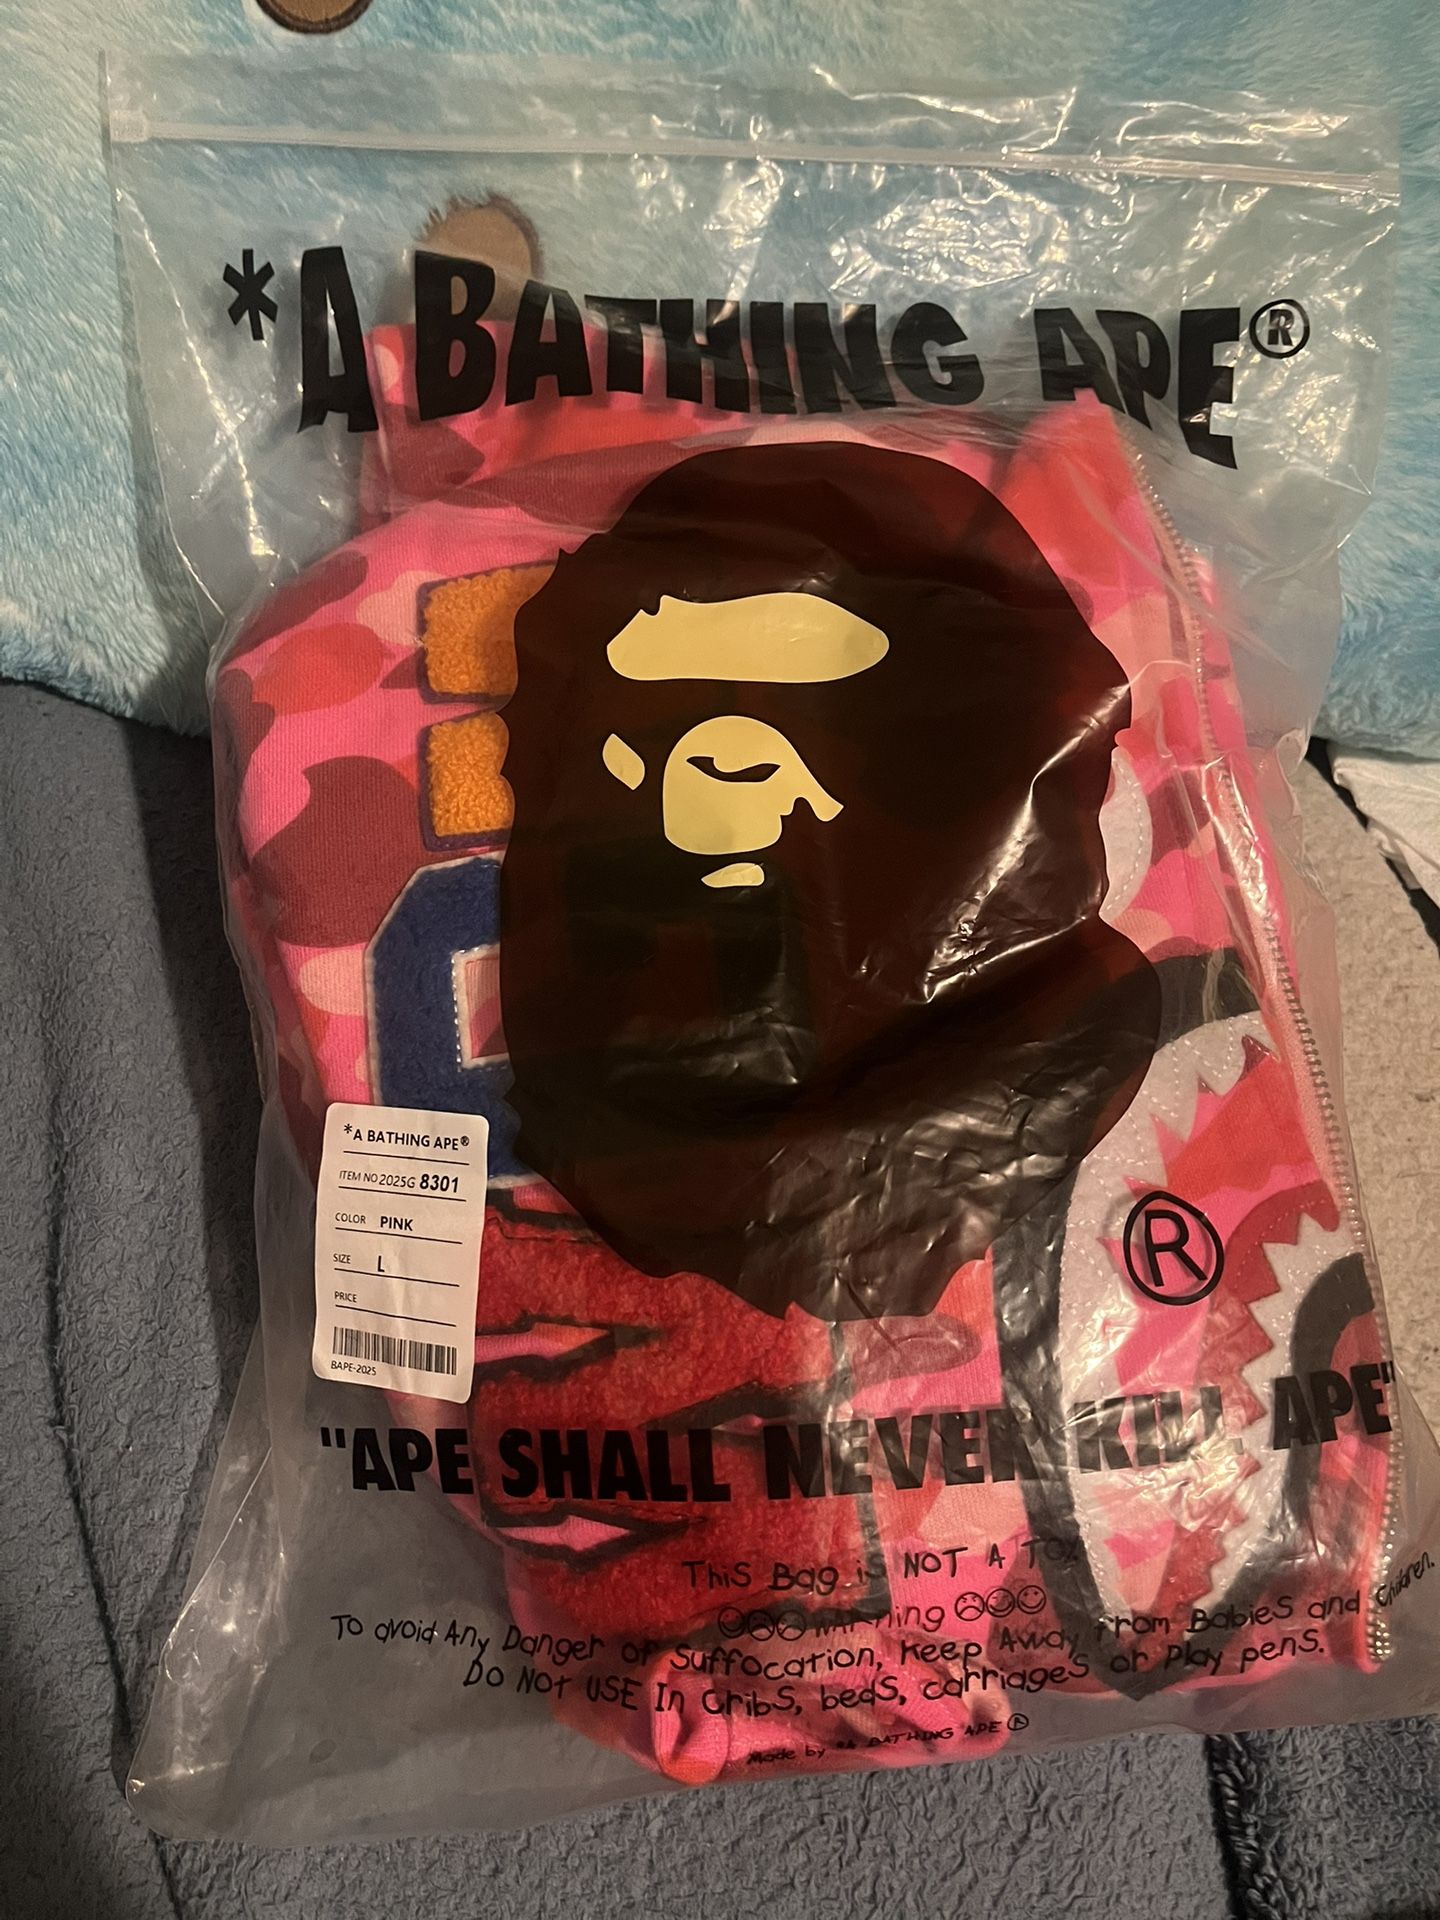 *A BATHING APE®
*A BATHING APE®
ITEM NO 2025G 8301
COLOR PINK
SIZE L
PRICE
BAPE-2025
®
"APE SHALL NEVER KILL APE"
This Bag is NOT A TOY
warning
To avoid Any Danger of Suffocation, Keep Away from Babies and Children.
DO NOT USE In Cribs, beds, carriages or Play pens.
Made by *A BATHING APE